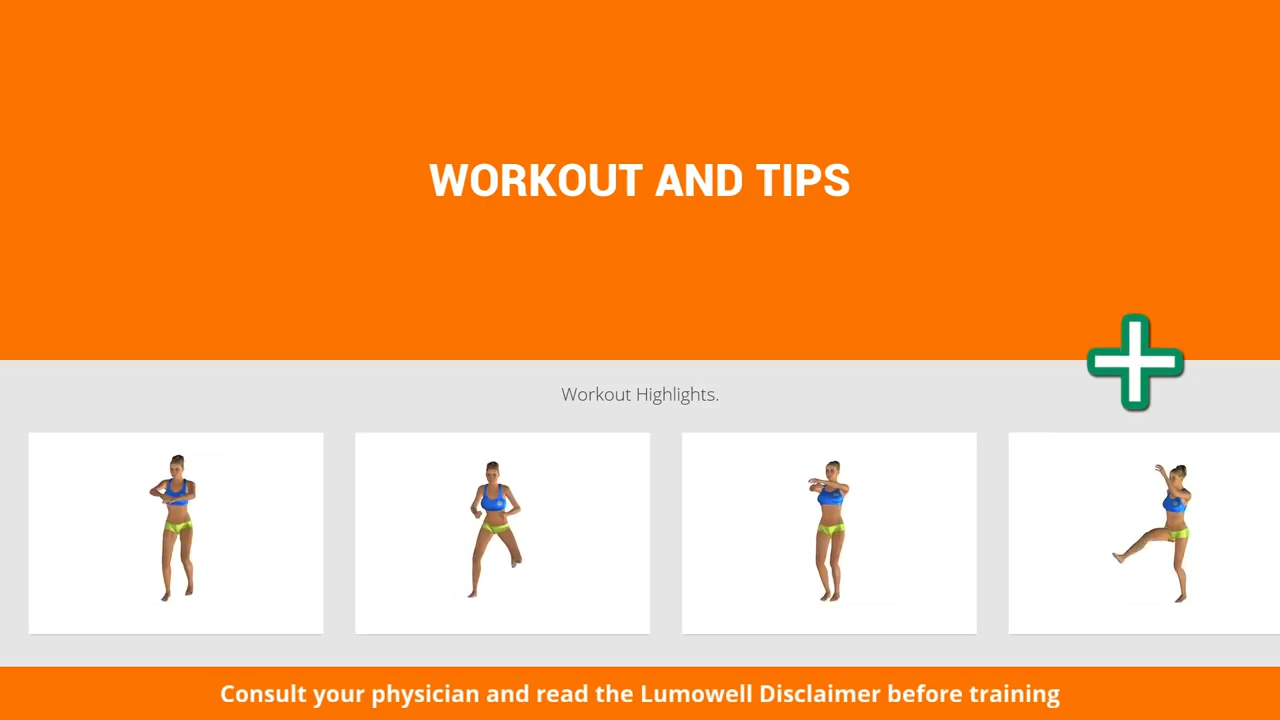 WORKOUT AND TIPS
Workout Highlights.
Consult your physician and read the Lumowell Disclaimer before training